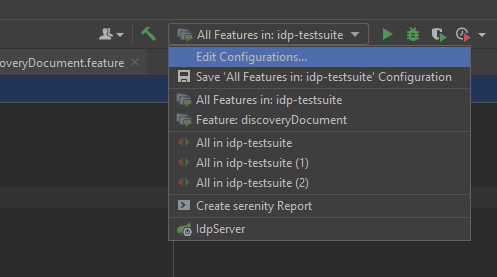 All Features in: idp-testsuite
overyDocument.feature
Edit Configurations...
Save 'All Features in: idp-testsuite' Configuration
All Features in: idp-testsuite
Feature: discoveryDocument
All in idp-testsuite
All in idp-testsuite (1)
All in idp-testsuite (2)
Create serenity Report
IdpServer